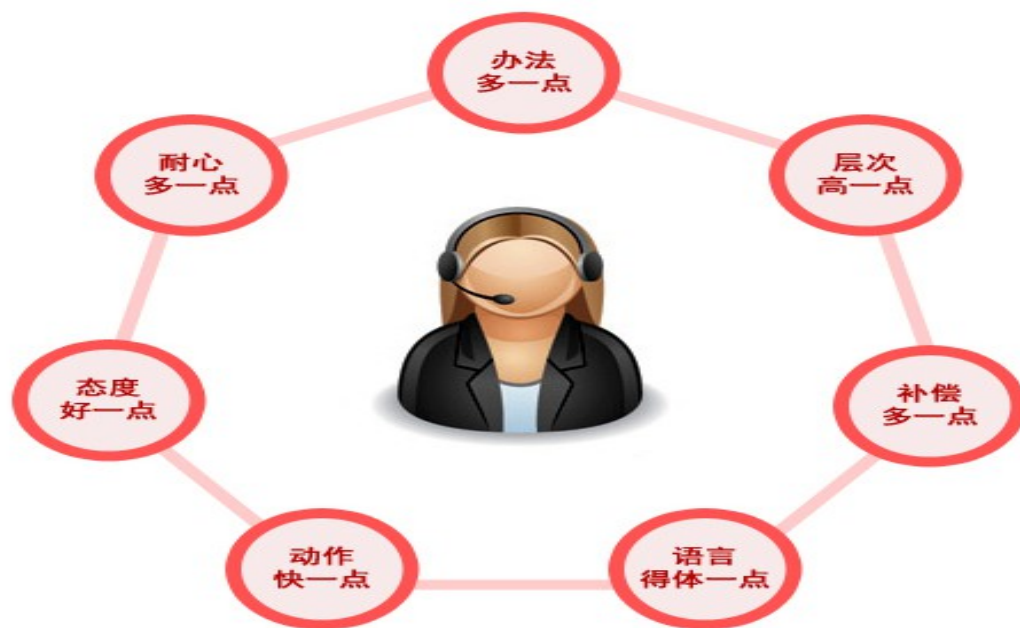 办法
多一点
耐心
多一点
层次
高一点
态度
好一点
补偿
多一点
动作
快一点
语言
得体一点